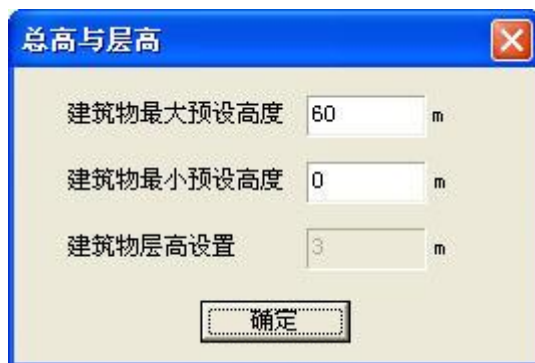 总高与层高
建筑物最大预设高度 60 m
建筑物最小预设高度 0 m
建筑物层高设置 3 m
确定